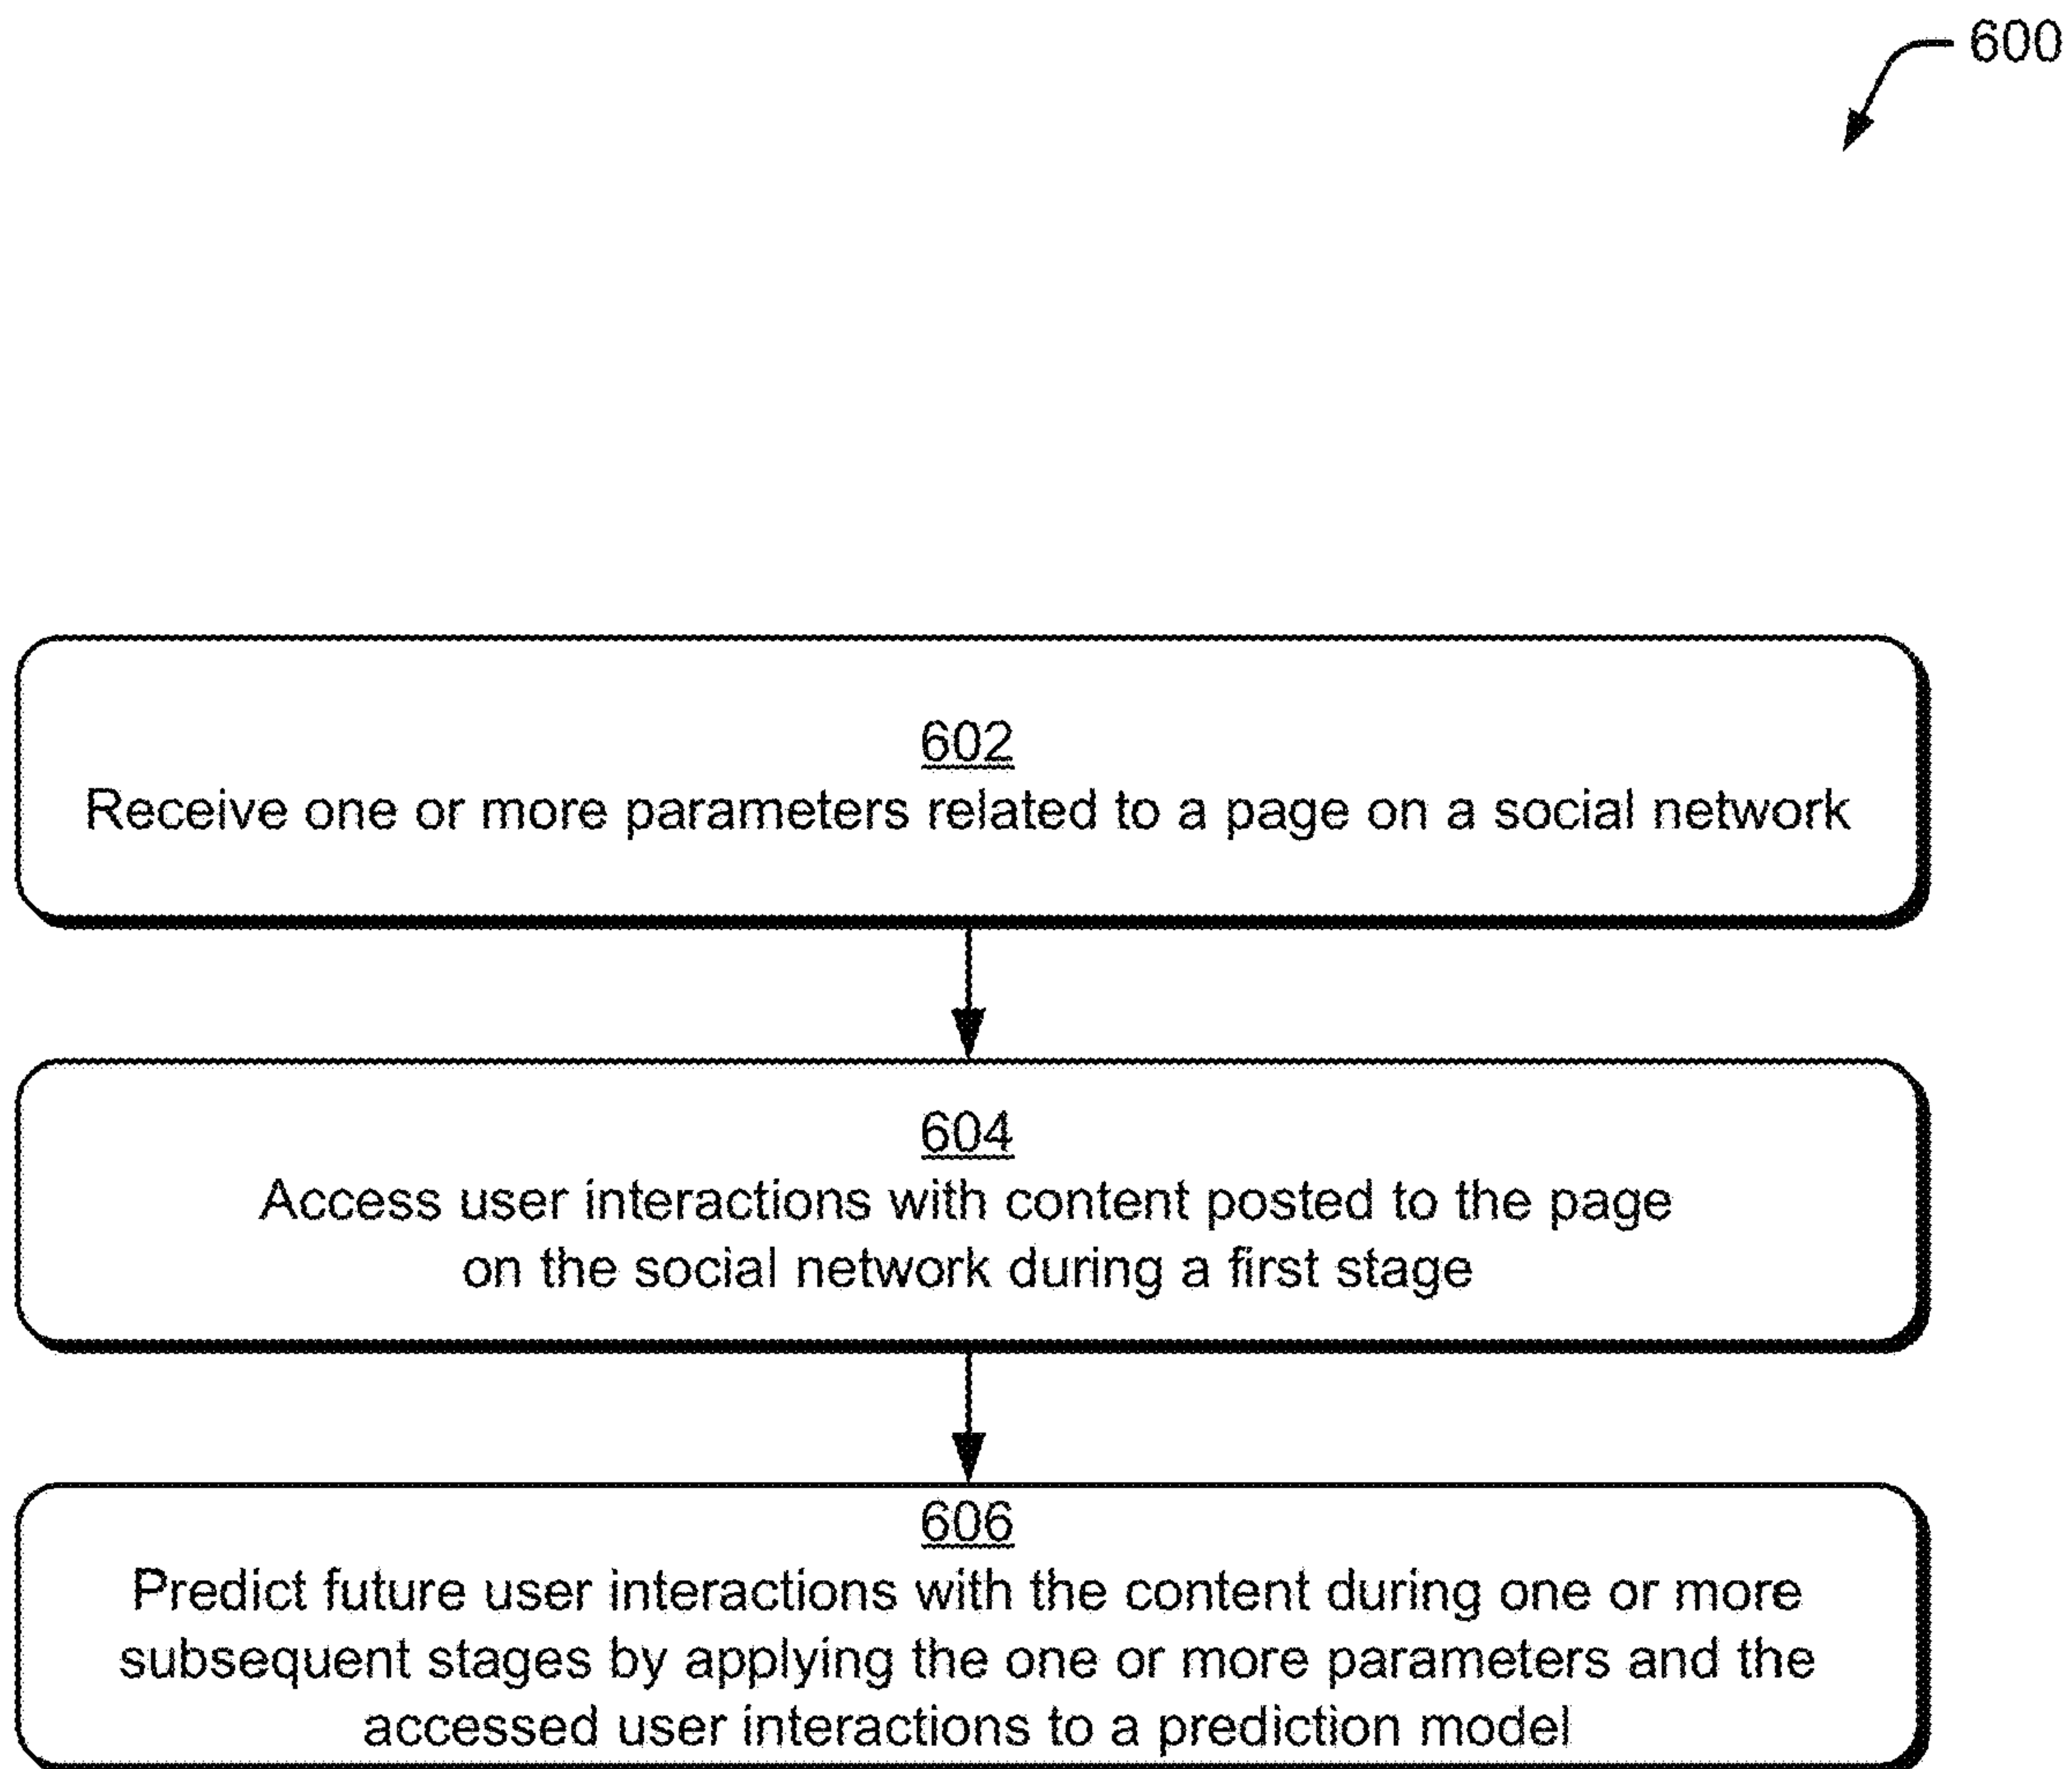 600
602
Receive one or more parameters related to a page on a social network
604
Access user interactions with content posted to the page
on the social network during a first stage
606
Predict future user interactions with the content during one or more
subsequent stages by applying the one or more parameters and the
accessed user interactions to a prediction model